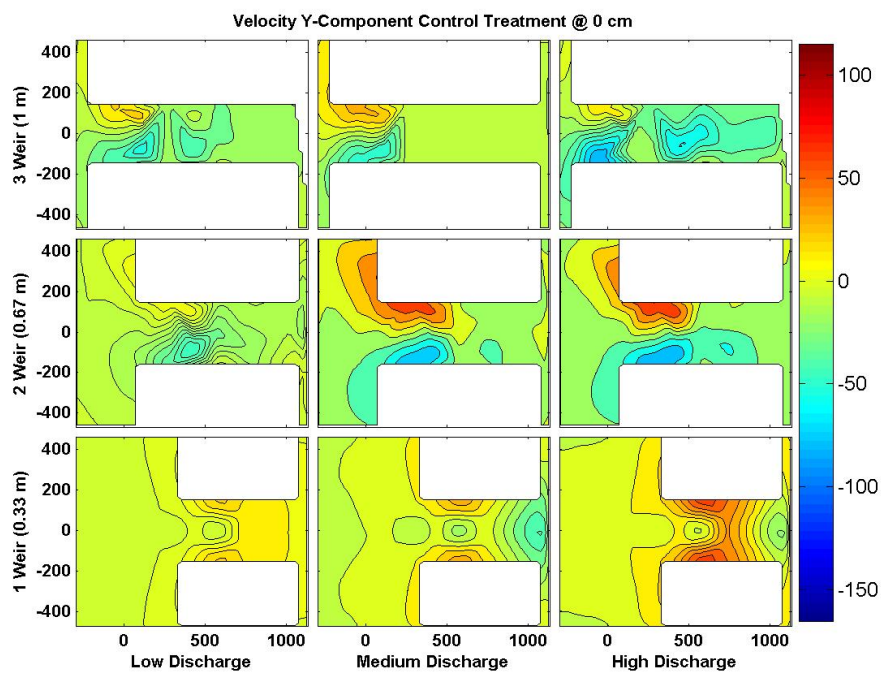 Velocity Y-Component Control Treatment @ 0 cm
3 Weir (1 m)
400
200
0
-200
-400
2 Weir (0.67 m)
400
200
0
-200
-400
1 Weir (0.33 m)
400
200
0
-200
-400
0 500 1000
Low Discharge
0 500 1000
Medium Discharge
0 500 1000
High Discharge
100
50
0
-50
-100
-150